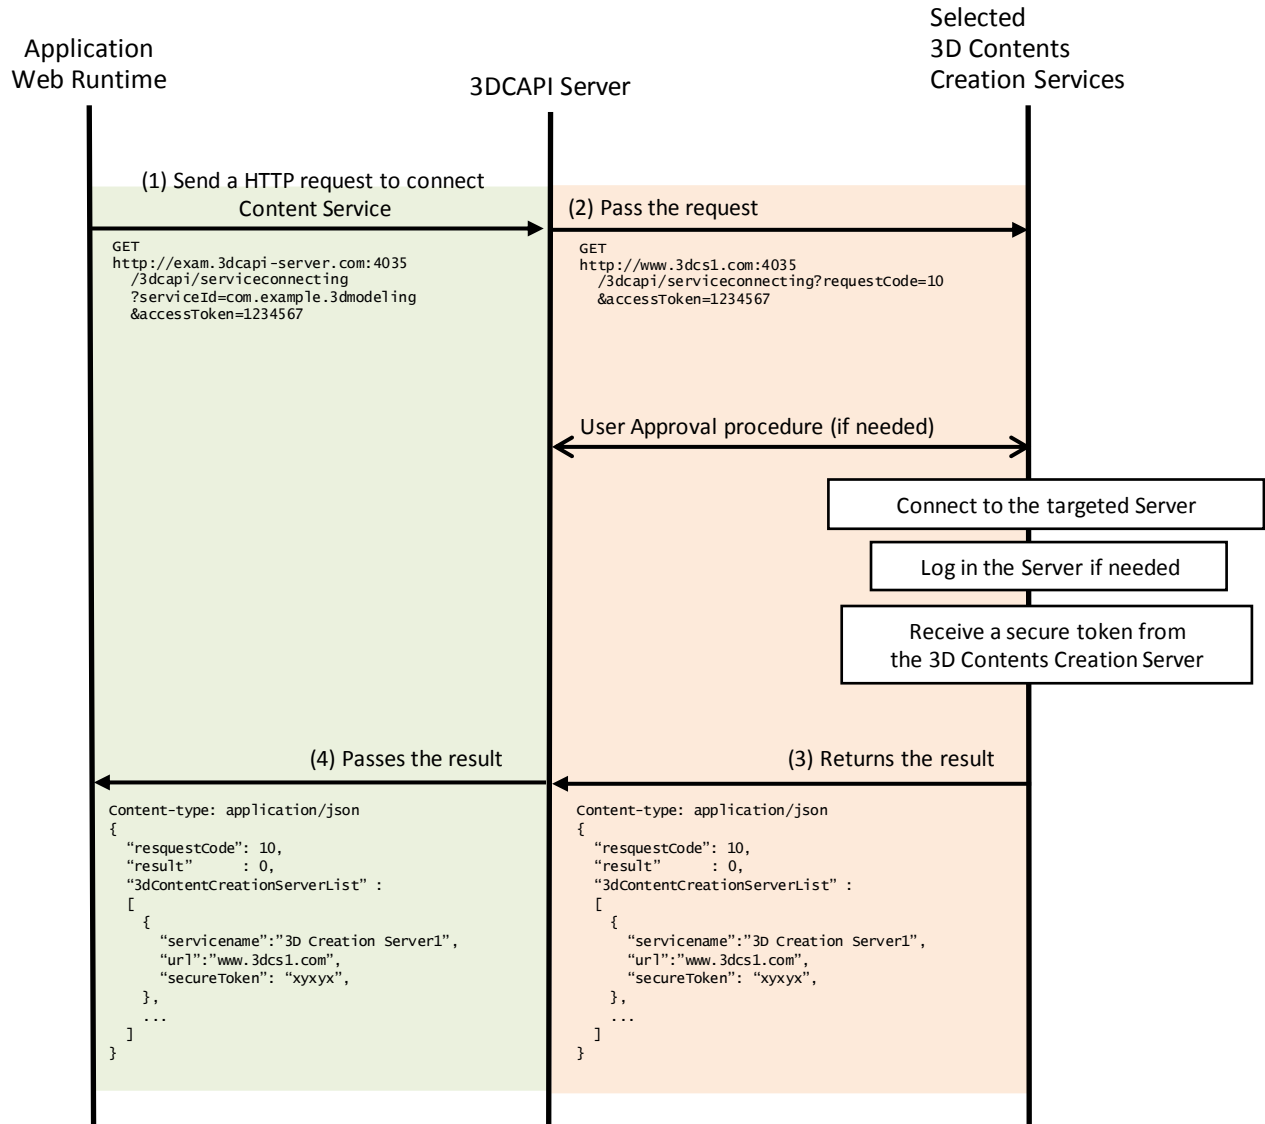 Application
Web Runtime
3DCAPI Server
Selected
3D Contents
Creation Services
(1) Send a HTTP request to connect
Content Service
GET
http://exam.3dcapi-server.com:4035
/3dcapi/serviceconnecting
?serviceId=com.example.3dmodeling
&accessToken=1234567
(2) Pass the request
GET
http://www.3dcs1.com:4035
/3dcapi/serviceconnecting?requestCode=10
&accessToken=1234567
User Approval procedure (if needed)
Connect to the targeted Server
Log in the Server if needed
Receive a secure token from
the 3D Contents Creation Server
(4) Passes the result
Content-type: application/json
{
“resquestCode”: 10,
“result” : 0,
“3dContentCreationServerList” :
[
{
“servicename”:”3D Creation Server1”,
“url”:”www.3dcs1.com”,
“secureToken”: “xyxyx”,
},
...
]
}
(3) Returns the result
Content-type: application/json
{
“resquestCode”: 10,
“result” : 0,
“3dContentCreationServerList” :
[
{
“servicename”:”3D Creation Server1”,
“url”:”www.3dcs1.com”,
“secureToken”: “xyxyx”,
},
...
]
}